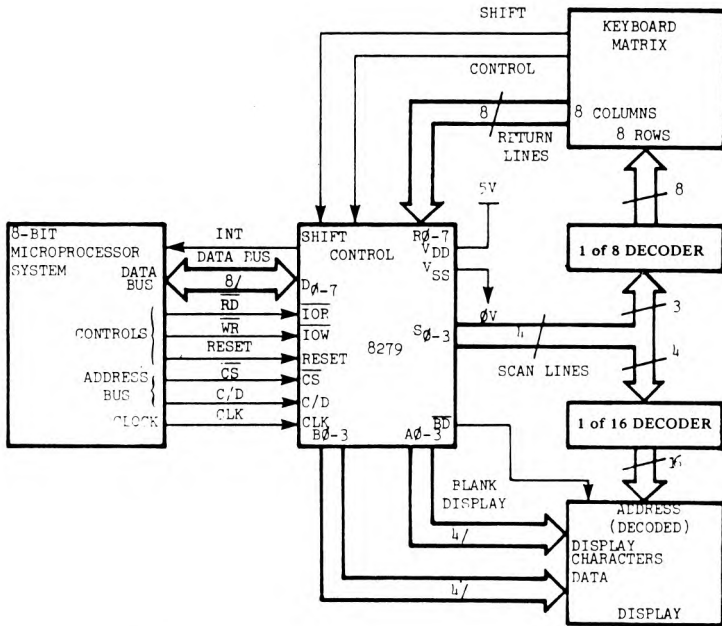 SHIFT
KEYBOARD
MATRIX
CONTROL
8
8 COLUMNS
RETURN
LINES
8 ROWS
8
5V
8-BIT
MICROPROCESSOR
SYSTEM
DATA
BUS
CONTROLS
ADDRESS
BUS
CLOCK
INT
DATA BUS
8/
RD
WR
RESET
CS
C/D
CLK
SHIFT
CONTROL
RØ-7
VDD
VSS
DØ-7
IOR
IOW
8279
RESET
CS
C/D
CLK
SØ-3
BØ-3
AØ-3
BD
ØV
4
SCAN LINES
1 of 8 DECODER
3
4
1 of 16 DECODER
16
BLANK
DISPLAY
4/
4/
ADDRESS
(DECODED)
DISPLAY
CHARACTERS
DATA
DISPLAY